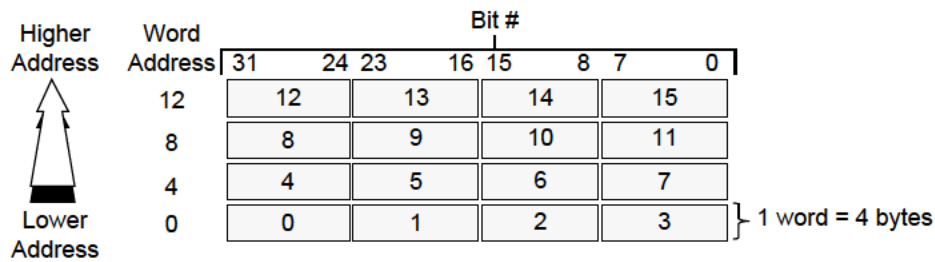 Bit #
Higher Address
Word Address
31 24 23 16 15 8 7 0
12 12 13 14 15
8 8 9 10 11
4 4 5 6 7
0 0 1 2 3
Lower Address
1 word = 4 bytes